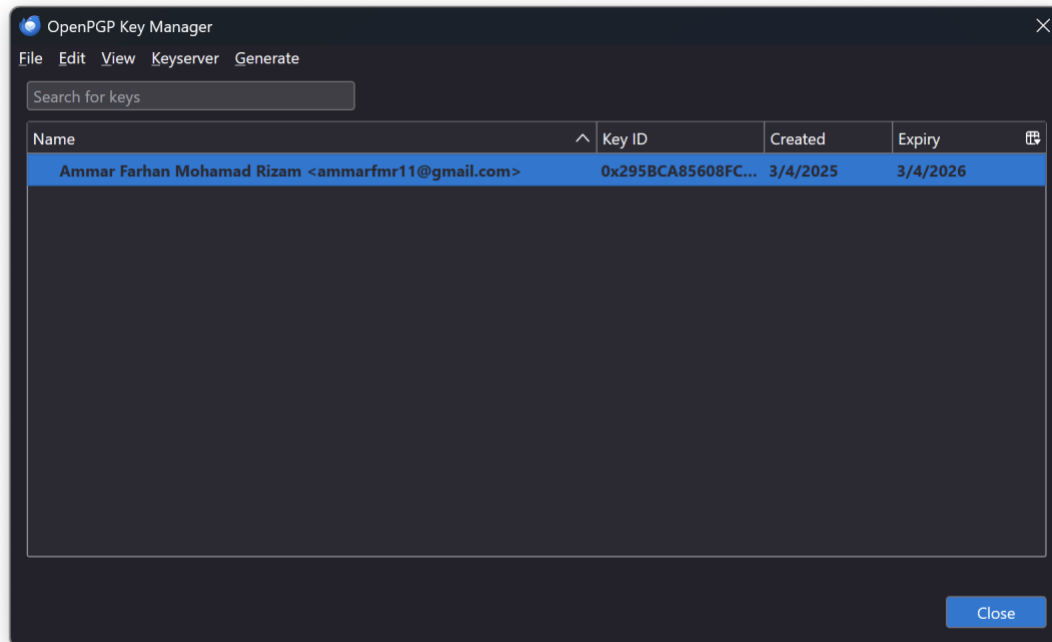 OpenPGP Key Manager
File Edit View Keyserver Generate
Search for keys
Name Key ID Created Expiry
Ammar Farhan Mohamad Rizam <ammarfmr11@gmail.com> 0x295BCA85608FC... 3/4/2025 3/4/2026
Close